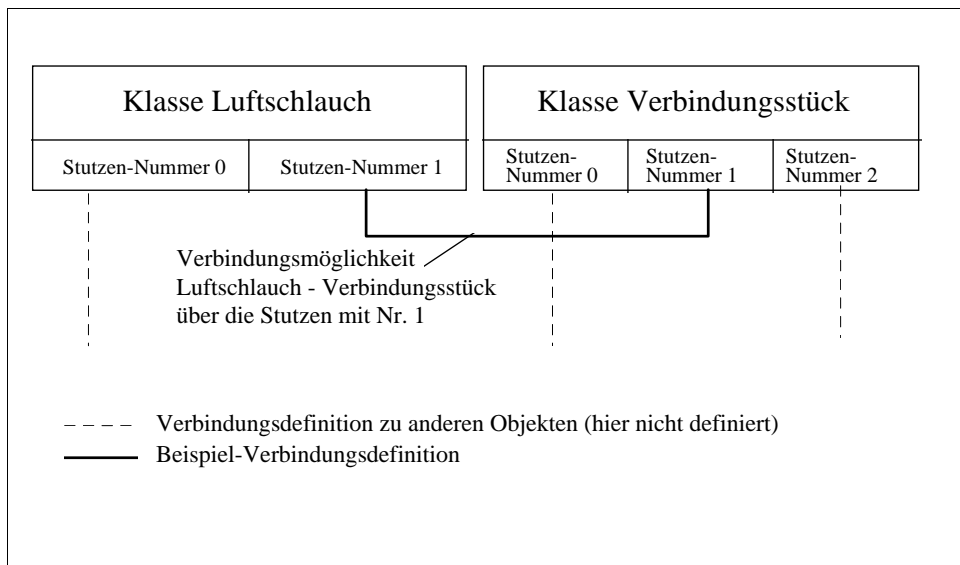 Klasse Luftschlauch
Klasse Verbindungsstück
Stutzen-Nummer 0
Stutzen-Nummer 1
Stutzen-
Nummer 0
Stutzen-
Nummer 1
Stutzen-
Nummer 2
Verbindungsmöglichkeit
Luftschlauch - Verbindungsstück
über die Stutzen mit Nr. 1
Verbindungsdefinition zu anderen Objekten (hier nicht definiert)
Beispiel-Verbindungsdefinition